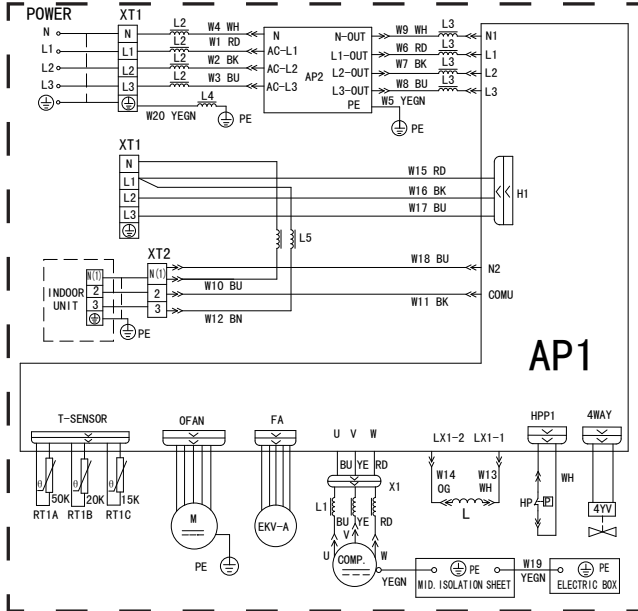 POWER
XT1
N
N
L2
W4 WH
N
N-OUT
W9 WH
L3
N1
L1
L1
L2
W1 RD
AC-L1
L1-OUT
W6 RD
L3
L1
L2
L2
L2
W2 BK
AC-L2
AP2
L2-OUT
W7 BK
L3
L2
L3
L3
L2
W3 BU
AC-L3
L3-OUT
W8 BU
L3
L3
L4
PE
W5 YEGN
W20 YEGN
PE
PE
XT1
N
L1
L2
L3
W15 RD
W16 BK
W17 BU
H1
L5
XT2
INDOOR
UNIT
N(1)
2
3
PE
N(1)
2
3
W18 BU
N2
W10 BU
W11 BK
COMU
W12 BN
AP1
T-SENSOR
OFAN
FA
U V W
LX1-2 LX1-1
HPP1
4WAY
BU YE RD
X1
W14
OG
W13
WH
L
WH
HP
P
4YV
θ
50K
θ
20K
θ
15K
RT1A RT1B RT1C
M
PE
EKV-A
L1
BU YE RD
U
V
W
COMP.
YEGN
PE
MID. ISOLATION SHEET
W19
YEGN
PE
ELECTRIC BOX